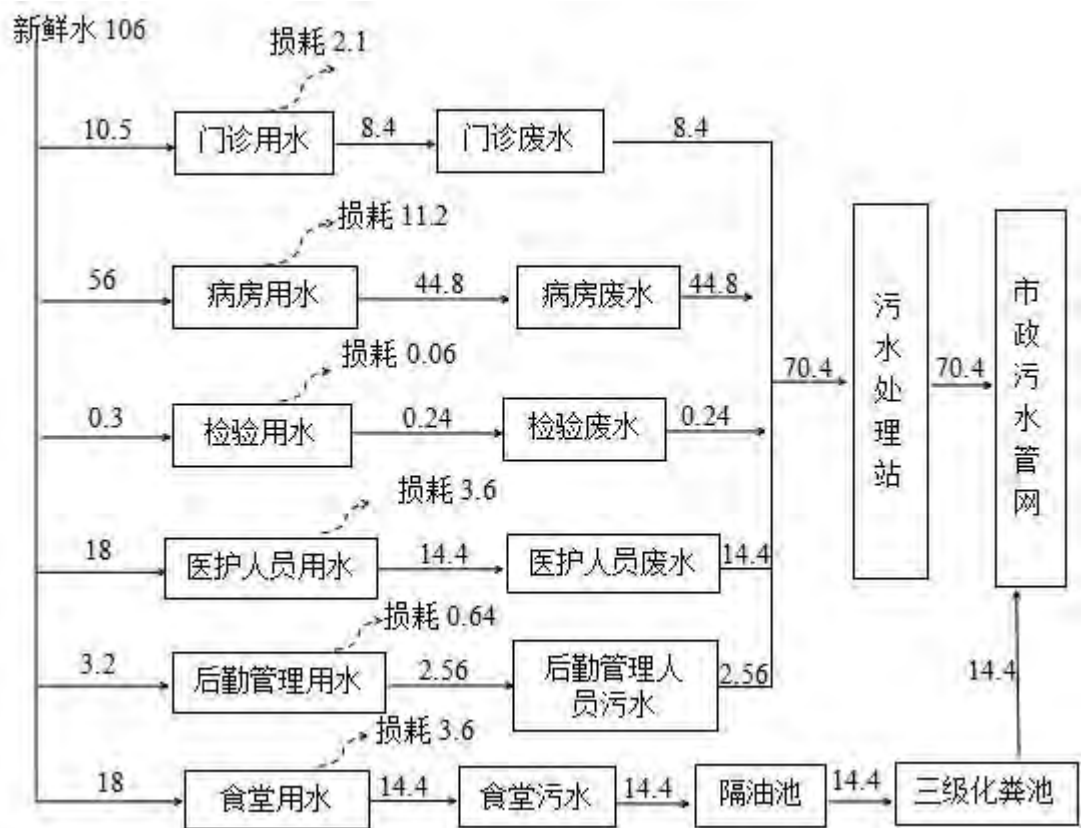 新鲜水 106
损耗 2.1
10.5
门诊用水
8.4
门诊废水
8.4
损耗 11.2
56
病房用水
44.8
病房废水
44.8
损耗 0.06
0.3
检验用水
0.24
检验废水
0.24
70.4
污水处理站
70.4
市政污水管网
损耗 3.6
18
医护人员用水
14.4
医护人员废水
14.4
损耗 0.64
3.2
后勤管理用水
2.56
后勤管理人
员污水
2.56
14.4
损耗 3.6
18
食堂用水
14.4
食堂污水
14.4
隔油池
14.4
三级化粪池